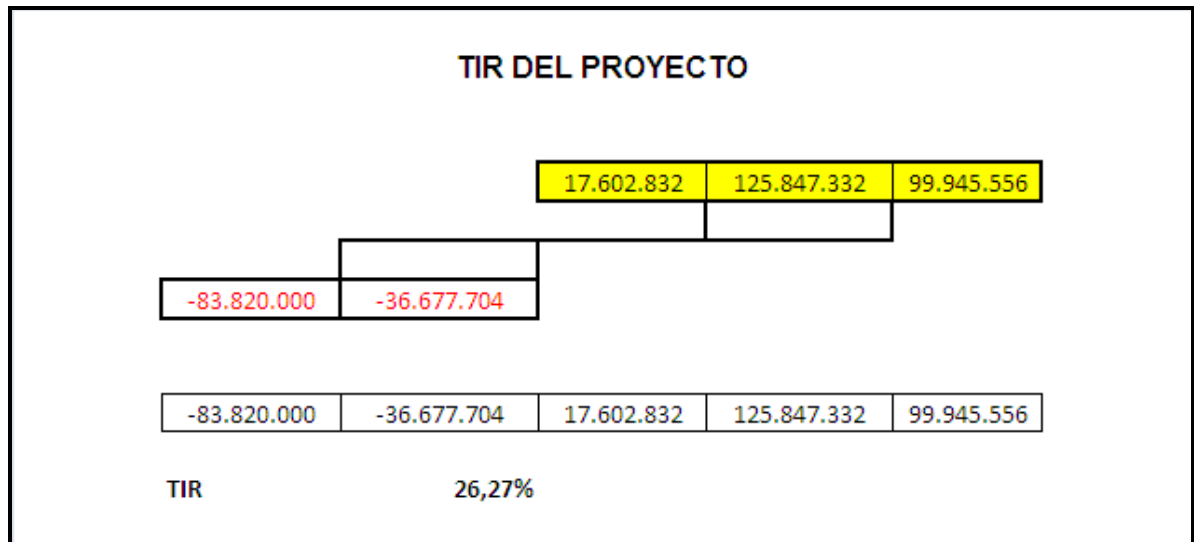 TIR DEL PROYECTO
17.602.832 125.847.332 99.945.556
-83.820.000 -36.677.704
-83.820.000 -36.677.704 17.602.832 125.847.332 99.945.556
TIR 26,27%